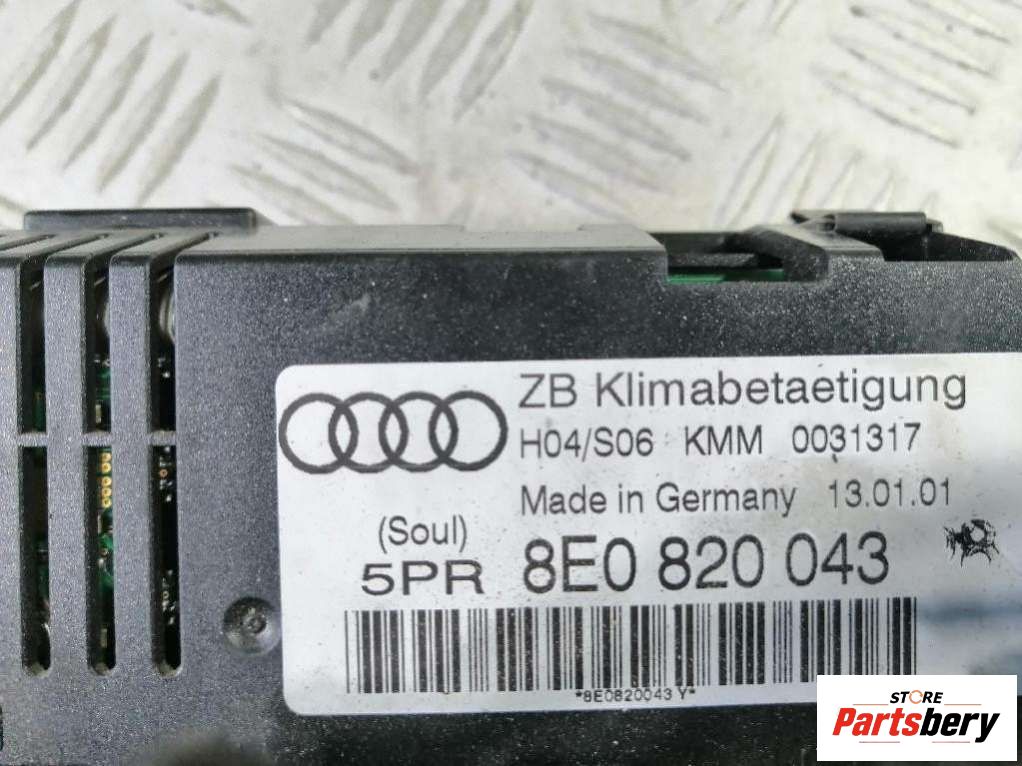 ZB Klimabetaetigung
H04/S06 KMM 0031317
Made in Germany 13.01.01
(Soul)
5PR 8E0 820 043
*8E0820043 Y*
STORE
Partsbery